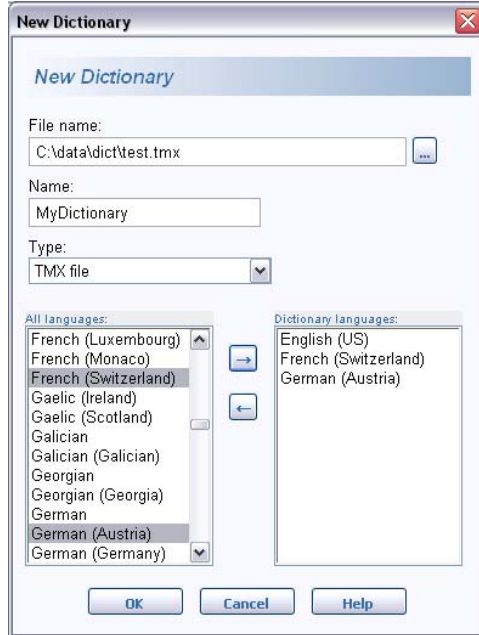 New Dictionary
New Dictionary
File name:
C:\data\dict\test.tmx
...
Name:
MyDictionary
Type:
TMX file
All languages:
French (Luxembourg)
French (Monaco)
French (Switzerland)
Gaelic (Ireland)
Gaelic (Scotland)
Galician
Galician (Galician)
Georgian
Georgian (Georgia)
German
German (Austria)
German (Germany)
Dictionary languages:
English (US)
French (Switzerland)
German (Austria)
OK
Cancel
Help